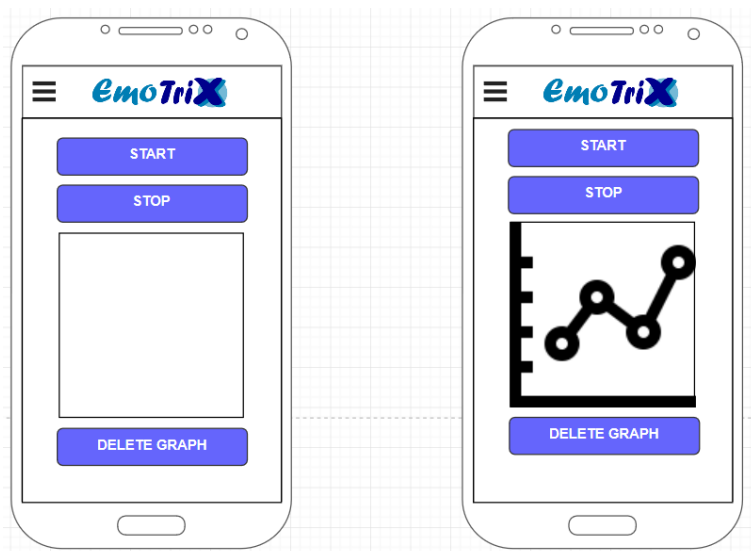 EmoTriX
START
STOP
DELETE GRAPH
EmoTriX
START
STOP
DELETE GRAPH